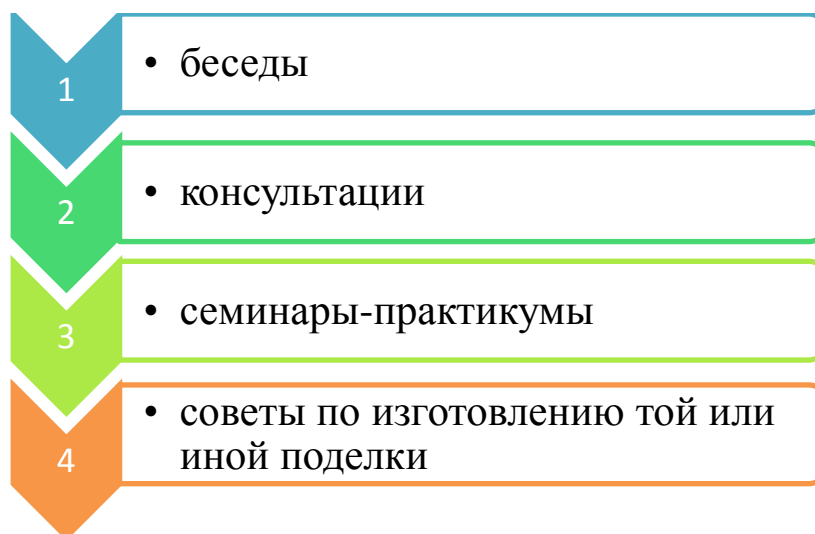 1
• беседы
2
• консультации
3
• семинары-практикумы
4
• советы по изготовлению той или
иной поделки